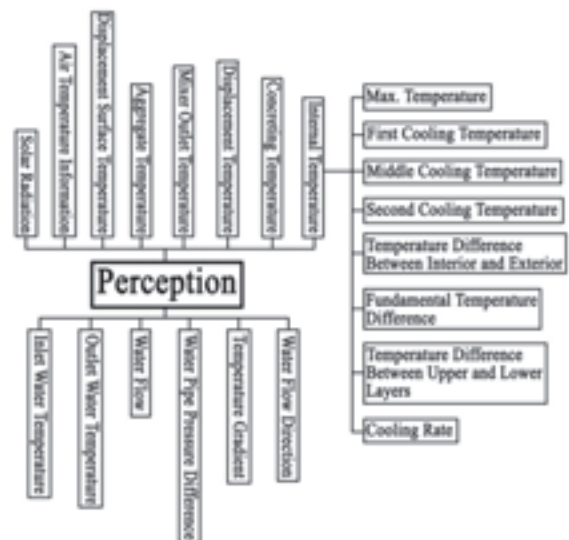 Solar Radiation
Air Temperature Information
Displacement Surface Temperature
Aggregate Temperature
Mixer Outlet Temperature
Displacement Temperature
Concreting Temperature
Internal Temperature
Max. Temperature
First Cooling Temperature
Middle Cooling Temperature
Second Cooling Temperature
Temperature Difference
Between Interior and Exterior
Fundamental Temperature
Difference
Temperature Difference
Between Upper and Lower
Layers
Cooling Rate
Perception
Inlet Water Temperature
Outlet Water Temperature
Water Flow
Water Pipe Pressure Difference
Temperature Gradient
Water Flow Direction